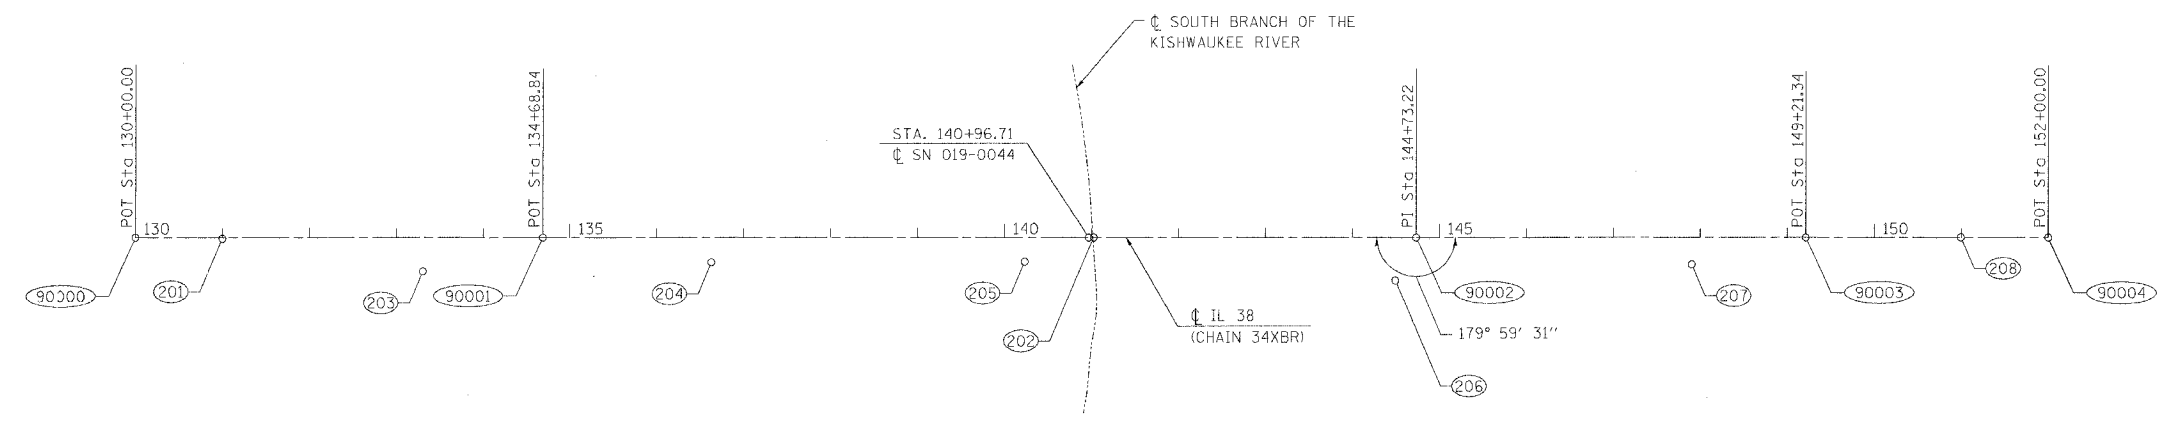 ℄ SOUTH BRANCH OF THE
KISHWAUKEE RIVER
POT Sta 130+00.00
POT Sta 134+68.84
STA. 140+96.71
℄ SN 019-0044
PI Sta 144+73.22
POT Sta 149+21.34
POT Sta 152+00.00
130
135
140
145
150
90000
201
203
90001
204
205
202
℄ IL 38
(CHAIN 34XBR)
90002
179° 59' 31"
206
207
90003
208
90004